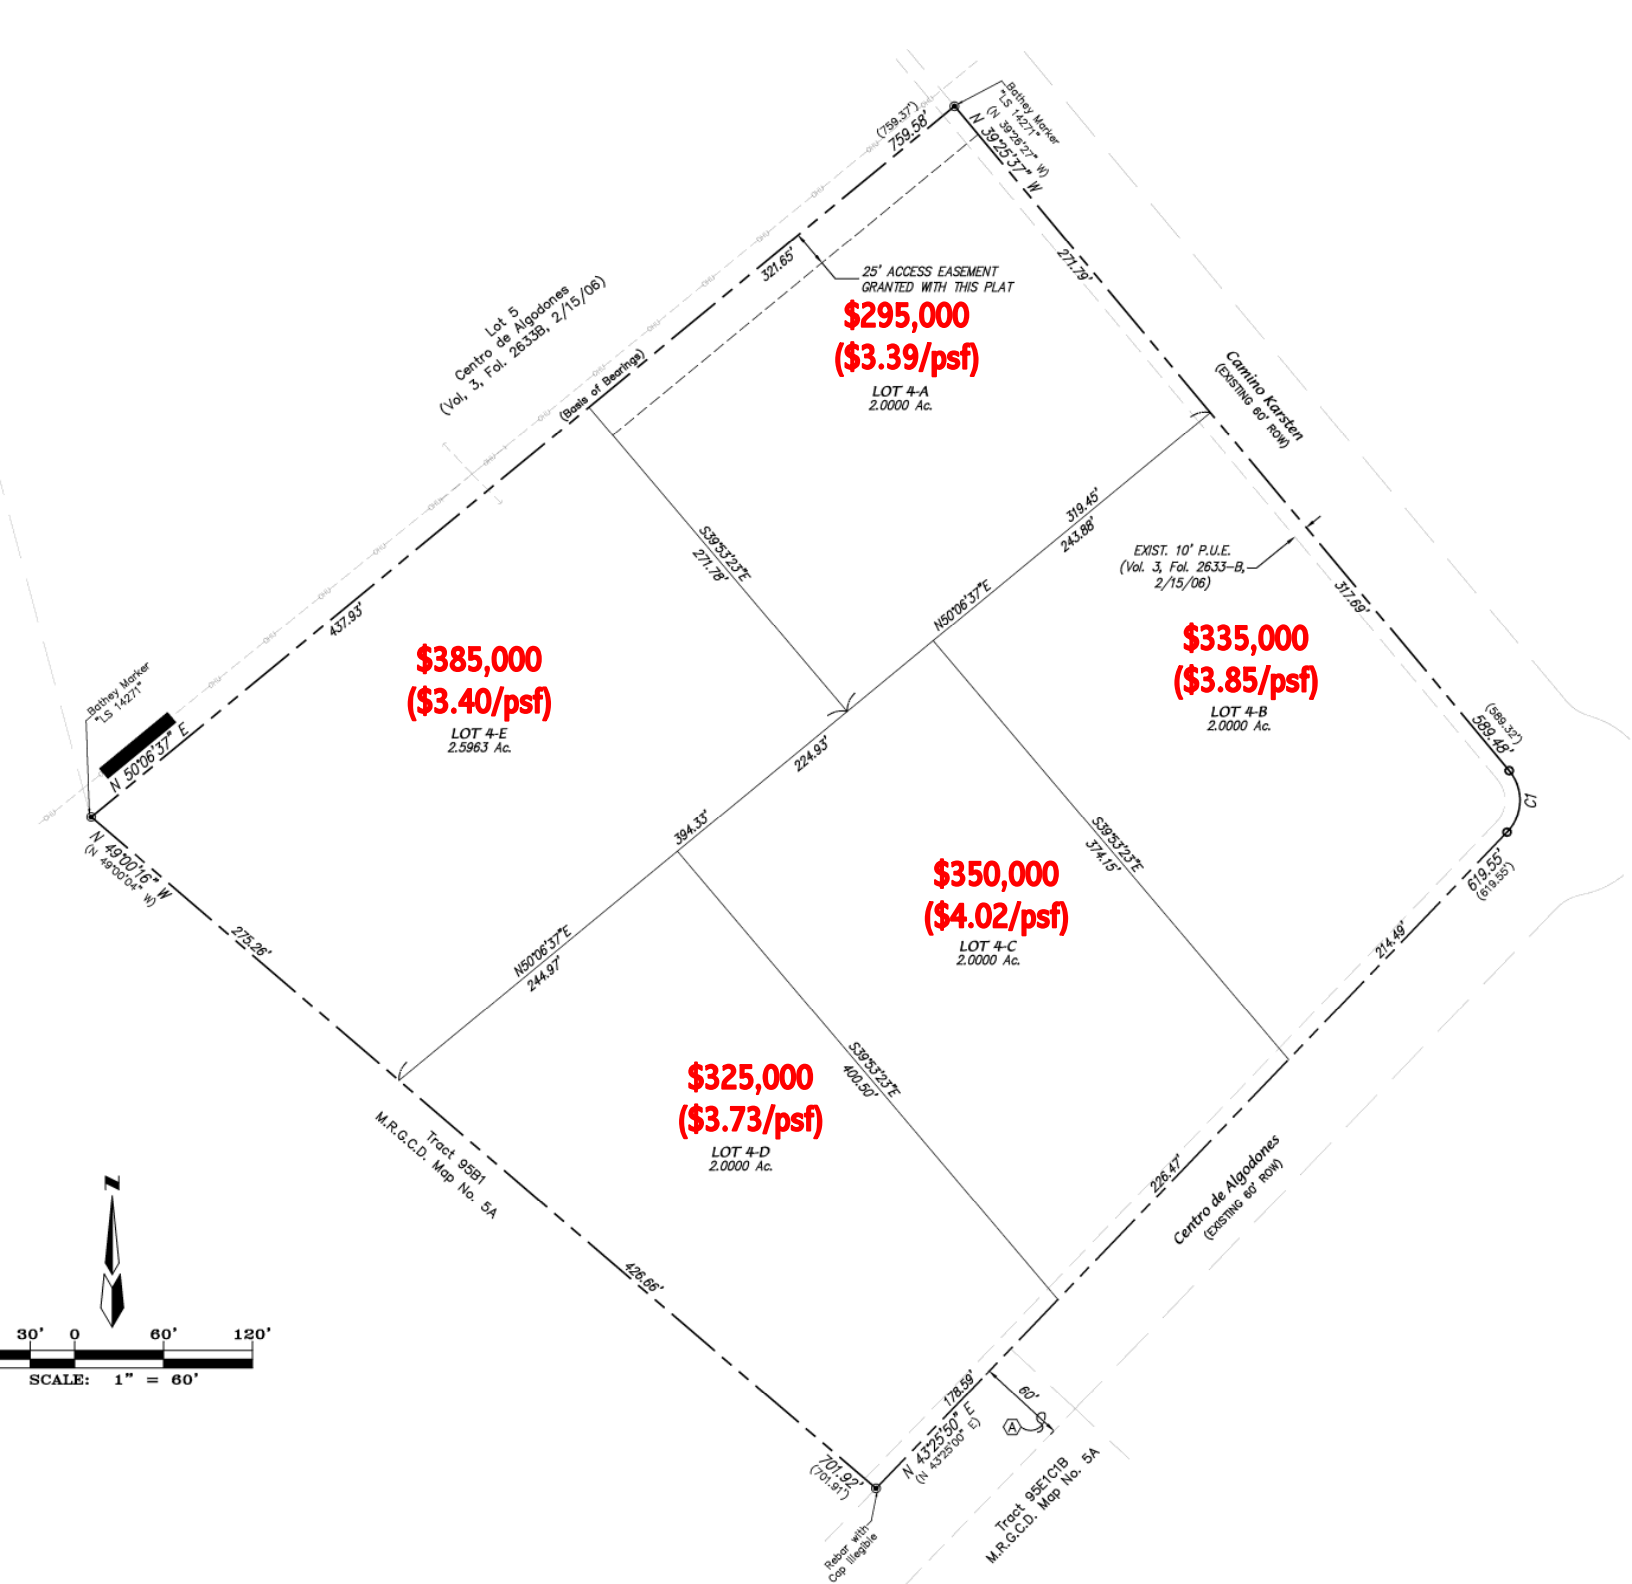 Bathey Marker
"LS 14271"
(N 39°26'27" W)
N 39°25'37" W
(759.37')
759.58'
271.79'
321.65'
25' ACCESS EASEMENT
GRANTED WITH THIS PLAT
$295,000
($3.39/psf)
LOT 4-A
2.0000 Ac.
Lot 5
Centro de Algodones
(Vol, 3, Fol. 2633B, 2/15/06)
(Basis of Bearings)
Camino Karsten
(EXISTING 60' ROW)
S39°53'23"E
271.78'
319.45'
243.88'
N50°06'37"E
EXIST. 10' P.U.E.
(Vol. 3, Fol. 2633-B,
2/15/06)
317.69'
437.93'
$385,000
($3.40/psf)
LOT 4-E
2.5963 Ac.
$335,000
($3.85/psf)
LOT 4-B
2.0000 Ac.
Bathey Marker
"LS 14271"
N 50°06'37" E
(589.32')
589.48'
C1
224.93'
394.33'
N 49°00'16" W
(N 49°00'04" W)
275.26'
S39°53'23"E
374.15'
619.55'
(619.55')
$350,000
($4.02/psf)
LOT 4-C
2.0000 Ac.
214.49'
N50°06'37"E
244.97'
S39°53'23"E
400.50'
$325,000
($3.73/psf)
LOT 4-D
2.0000 Ac.
Tract 95B1
M.R.G.C.D. Map No. 5A
226.47'
Centro de Algodones
(EXISTING 60' ROW)
426.66'
N
30' 0 60' 120'
SCALE: 1" = 60'
178.59'
60'
A
N 43°25'50" E
(N 43°25'00" E)
701.92'
(701.91')
Tract 95E1C1B
M.R.G.C.D. Map No. 5A
Rebar with
Cap Illegible